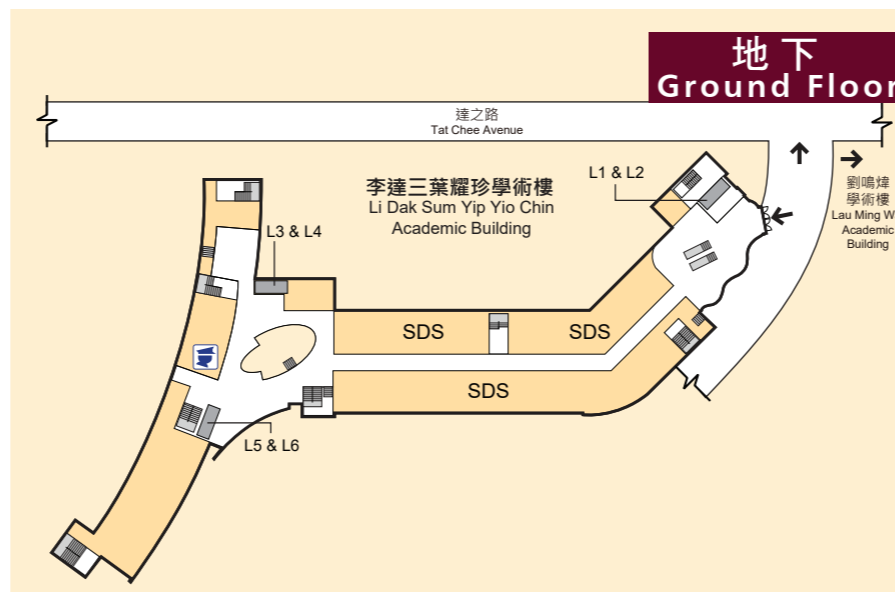 地下
Ground Floor
達之路
Tat Chee Avenue
李達三葉耀珍學術樓
Li Dak Sum Yip Yio Chin
Academic Building
L1 & L2
劉鳴煒
學術樓
Lau Ming W
Academic
Building
L3 & L4
SDS
SDS
SDS
L5 & L6